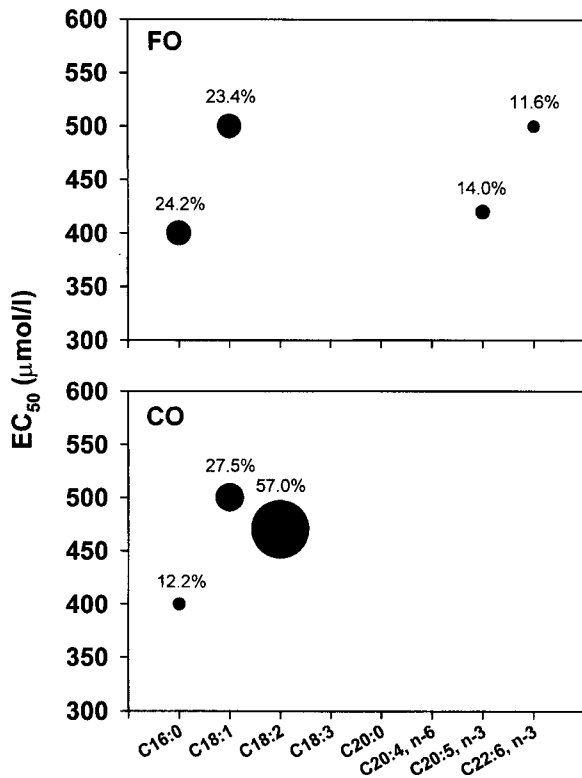 EC50 (µmol/l)
600
FO
550
23.4%
11.6%
500
450
24.2%
14.0%
400
350
300
600
CO
550
27.5%
57.0%
500
450
12.2%
400
350
300
C16:0
C18:1
C18:2
C18:3
C20:0
C20:4, n-6
C20:5, n-3
C22:6, n-3